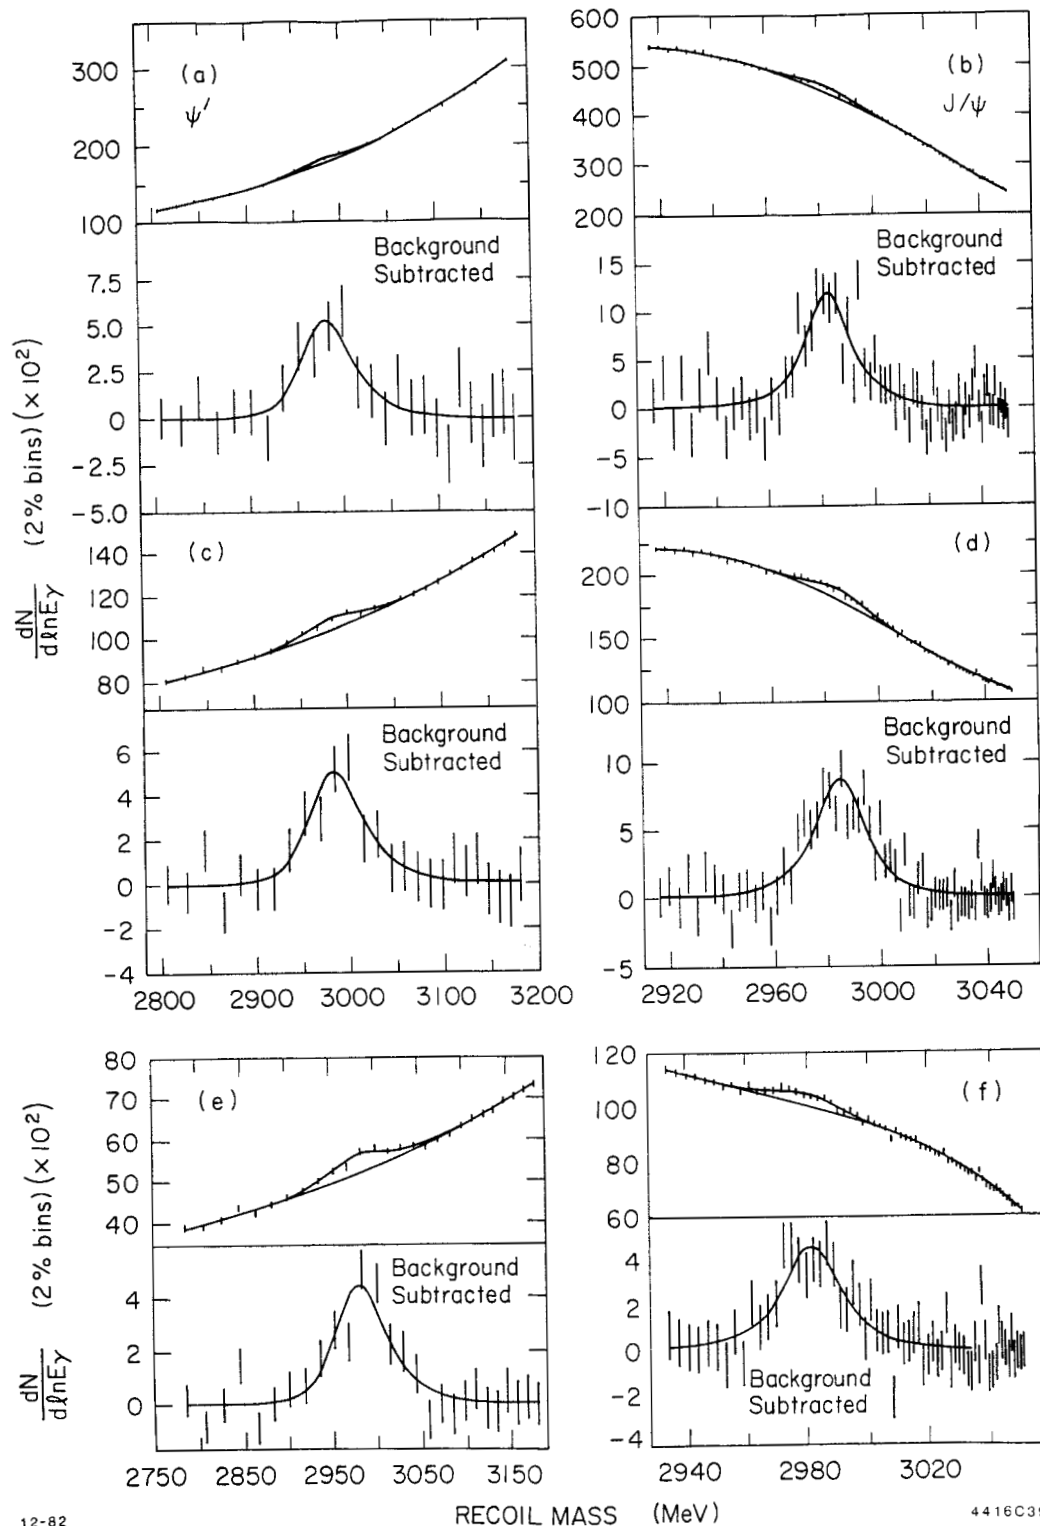 (a)
ψ′
300
200
100
Background
Subtracted
7.5
5.0
2.5
0
-2.5
-5.0
(b)
J/ψ
600
500
400
300
200
Background
Subtracted
15
10
5
0
-5
-10
dN
dlnEγ
(2% bins) (×10²)
(c)
140
120
100
80
Background
Subtracted
6
4
2
0
-2
-4
2800 2900 3000 3100 3200
(d)
200
150
100
Background
Subtracted
10
5
0
-5
2920 2960 3000 3040
dN
dlnEγ
(2% bins) (×10²)
(e)
80
70
60
50
40
Background
Subtracted
4
2
0
2750 2850 2950 3050 3150
(f)
120
100
80
60
4
2
0
-2
-4
Background
Subtracted
2940 2980 3020
RECOIL MASS (MeV)
12-82